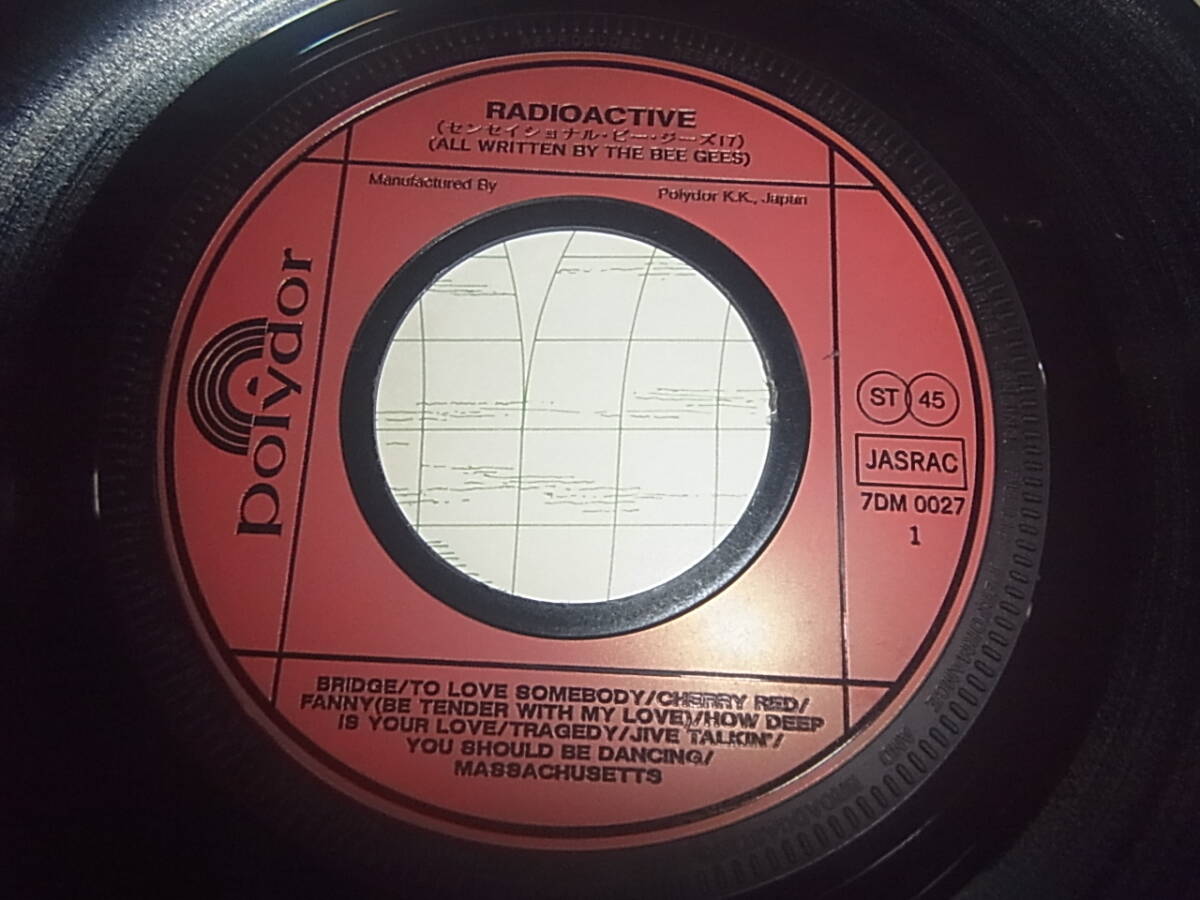 RADIOACTIVE
(センセイショナル・ビー・ジーズ17)
(ALL WRITTEN BY THE BEE GEES)
Manufactured By Polydor K.K., Japan
polydor
ST 45
JASRAC
7DM 0027
1
BRIDGE/TO LOVE SOMEBODY/CHERRY RED/
FANNY(BE TENDER WITH MY LOVE)/HOW DEEP
IS YOUR LOVE/TRAGEDY/JIVE TALKIN'/
YOU SHOULD BE DANCING/
MASSACHUSETTS